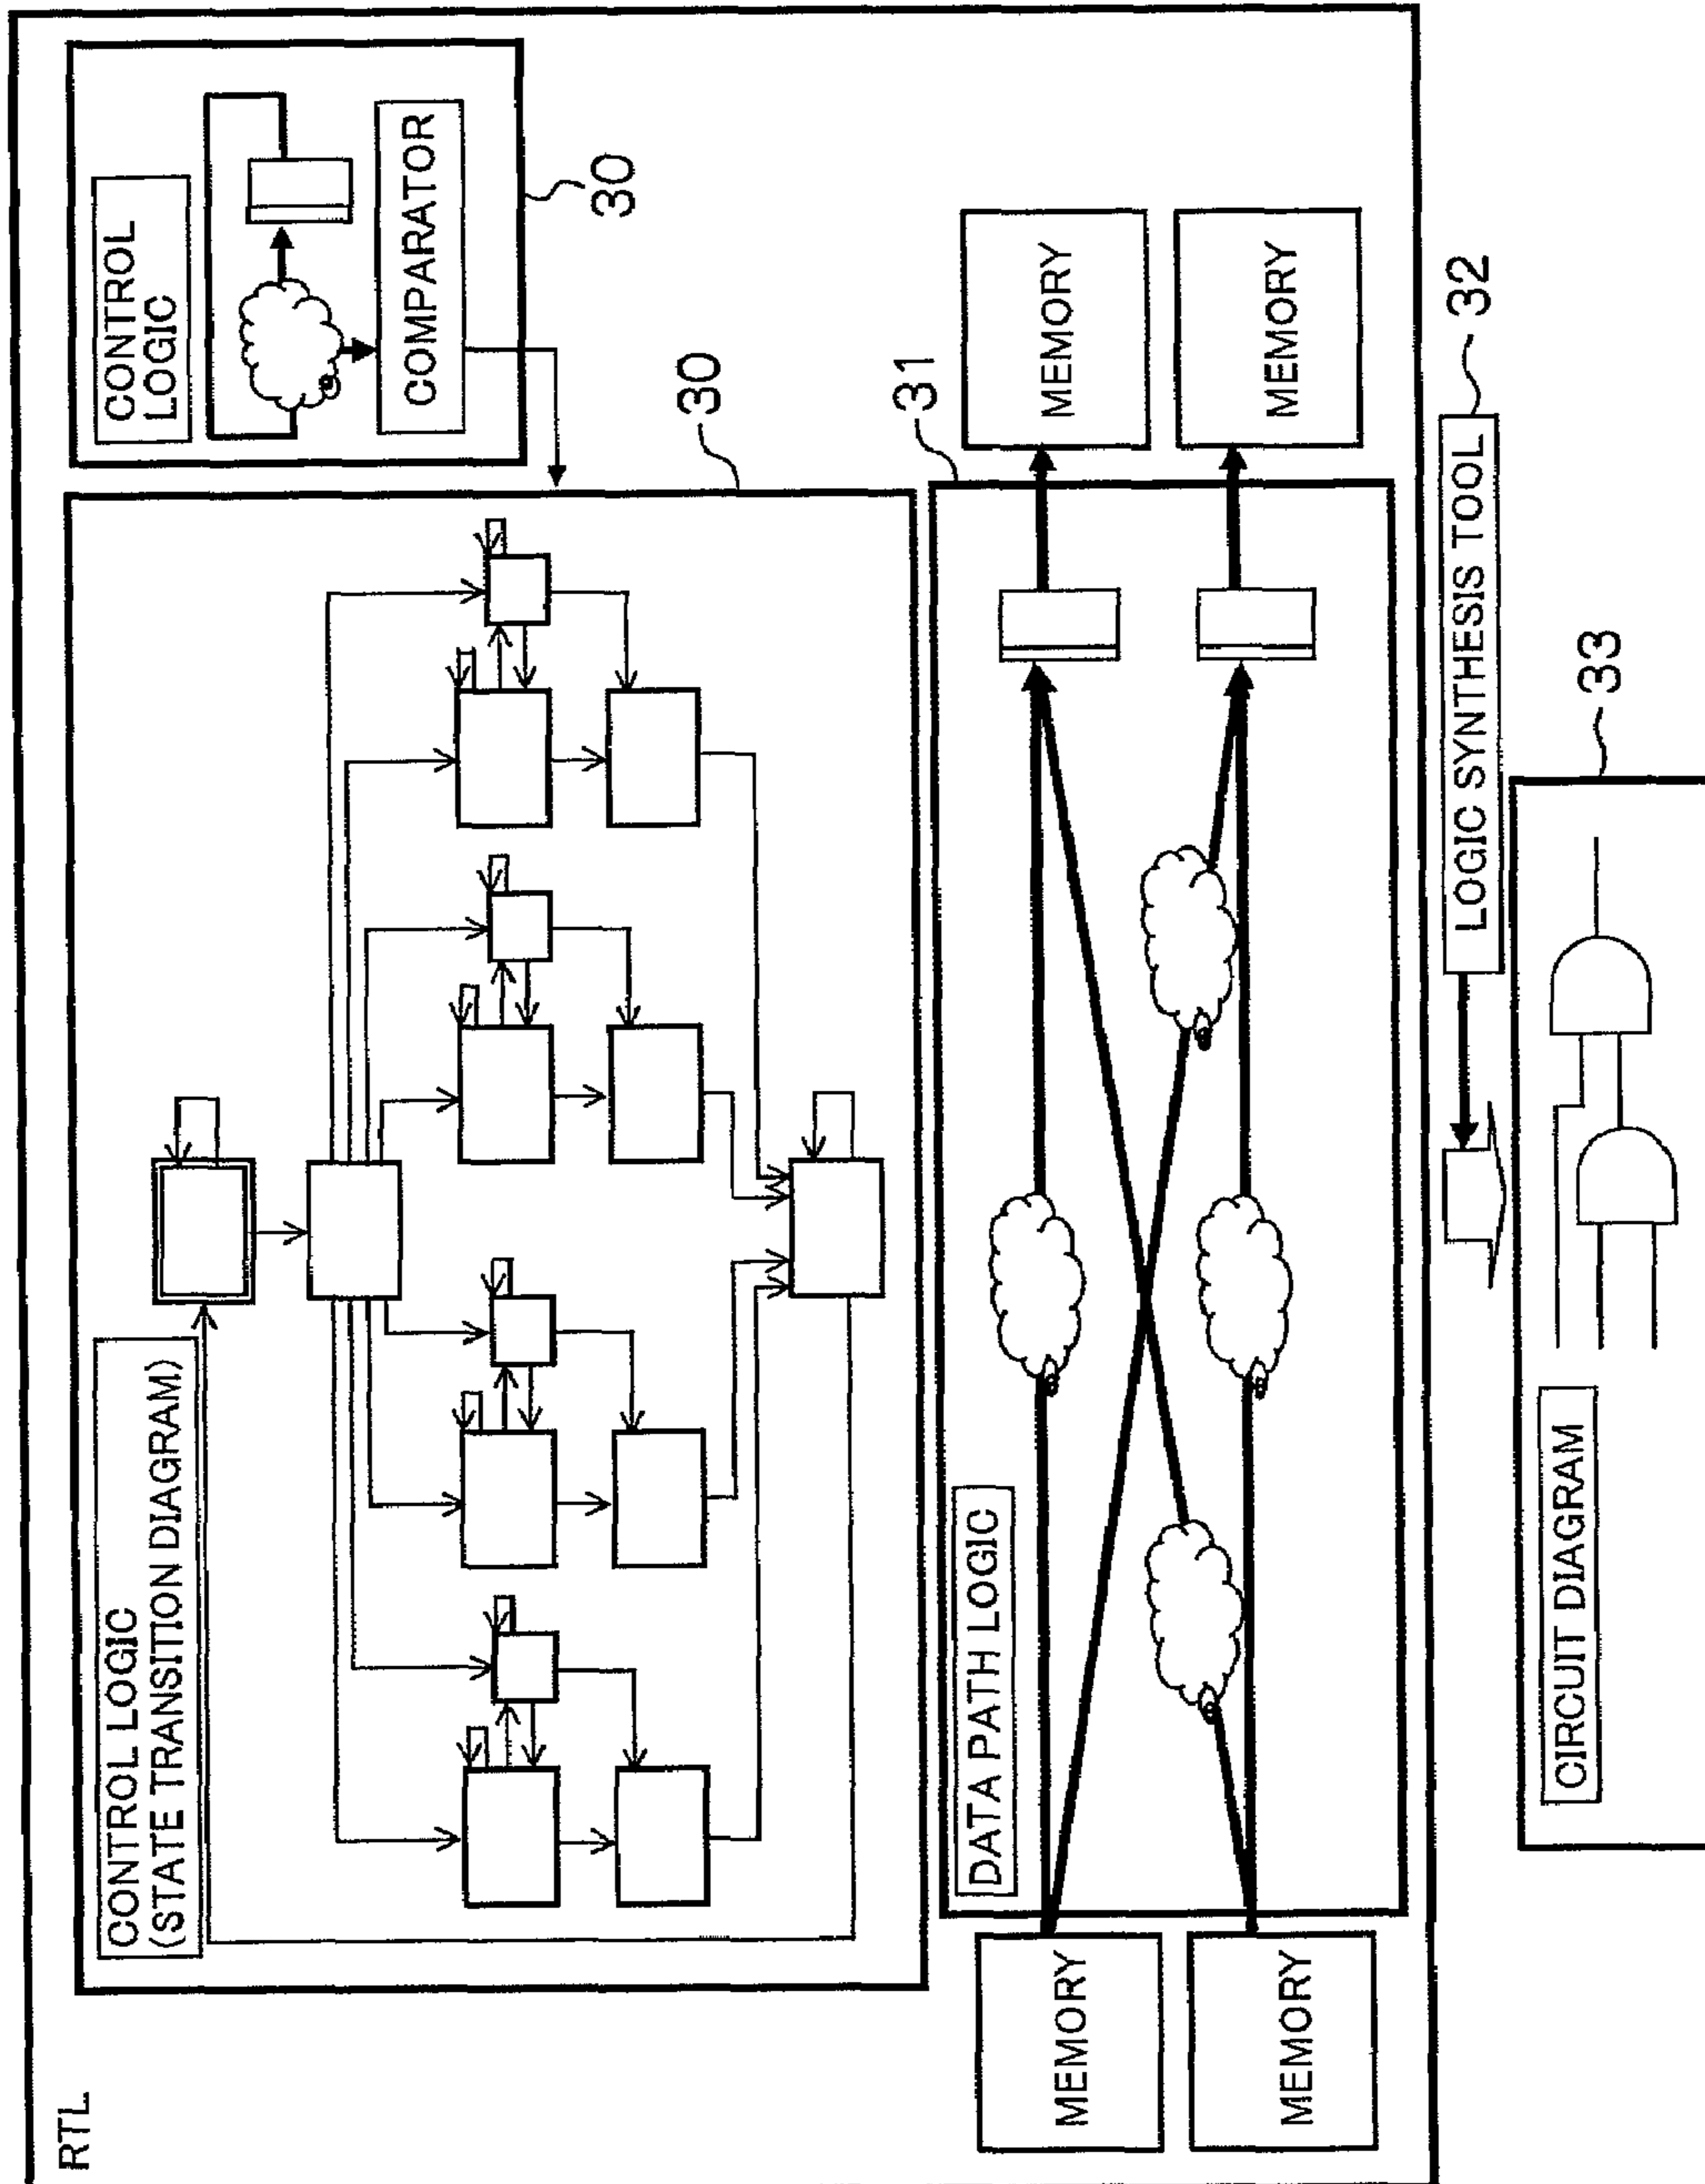 RTL
CONTROL LOGIC
(STATE TRANSITION DIAGRAM)
CONTROL
LOGIC
COMPARATOR
30
30
DATA PATH LOGIC
31
MEMORY
MEMORY
MEMORY
MEMORY
LOGIC SYNTHESIS TOOL
32
CIRCUIT DIAGRAM
33